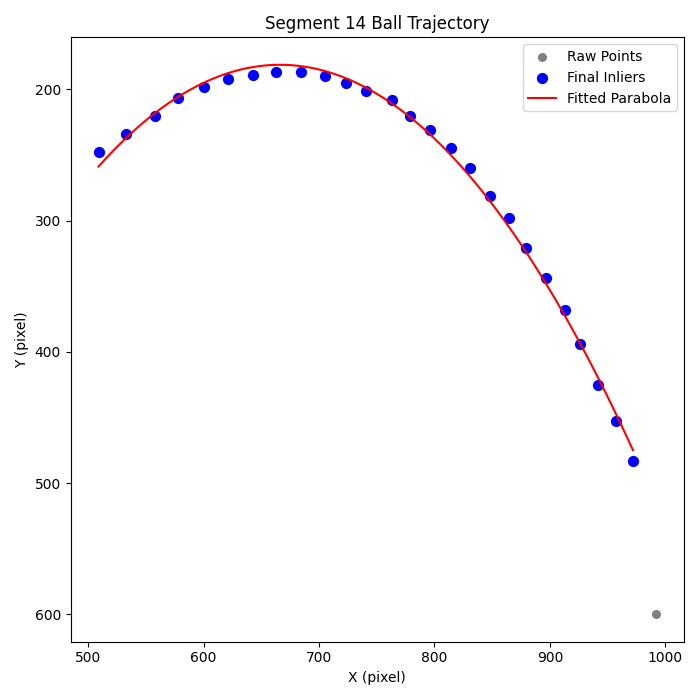 Segment 14 Ball Trajectory
Raw Points
Final Inliers
Fitted Parabola
200
300
400
500
600
Y (pixel)
500 600 700 800 900 1000
X (pixel)